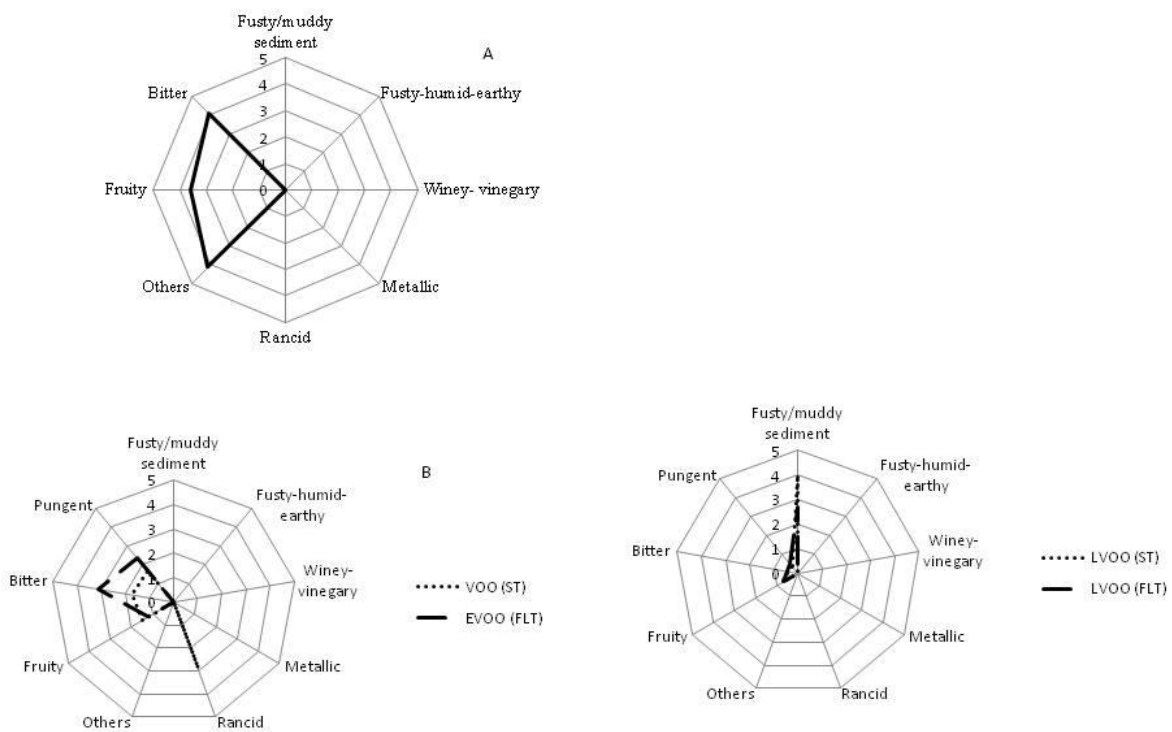 Fusty/muddy
sediment
A
5
4
3
2
1
0
Bitter
Fusty-humid-earthy
Fruity
Winey- vinegary
Others
Metallic
Rancid
Fusty/muddy
sediment
B
5
4
3
2
1
0
Pungent
Fusty-humid-
earthy
Bitter
Winey-
vinegary
Fruity
Metallic
Others
Rancid
VOO (ST)
EVOO (FLT)
Fusty/muddy
sediment
5
4
3
2
1
0
Pungent
Fusty-humid-
earthy
Bitter
Winey-
vinegary
Fruity
Metallic
Others
Rancid
LVOO (ST)
LVOO (FLT)